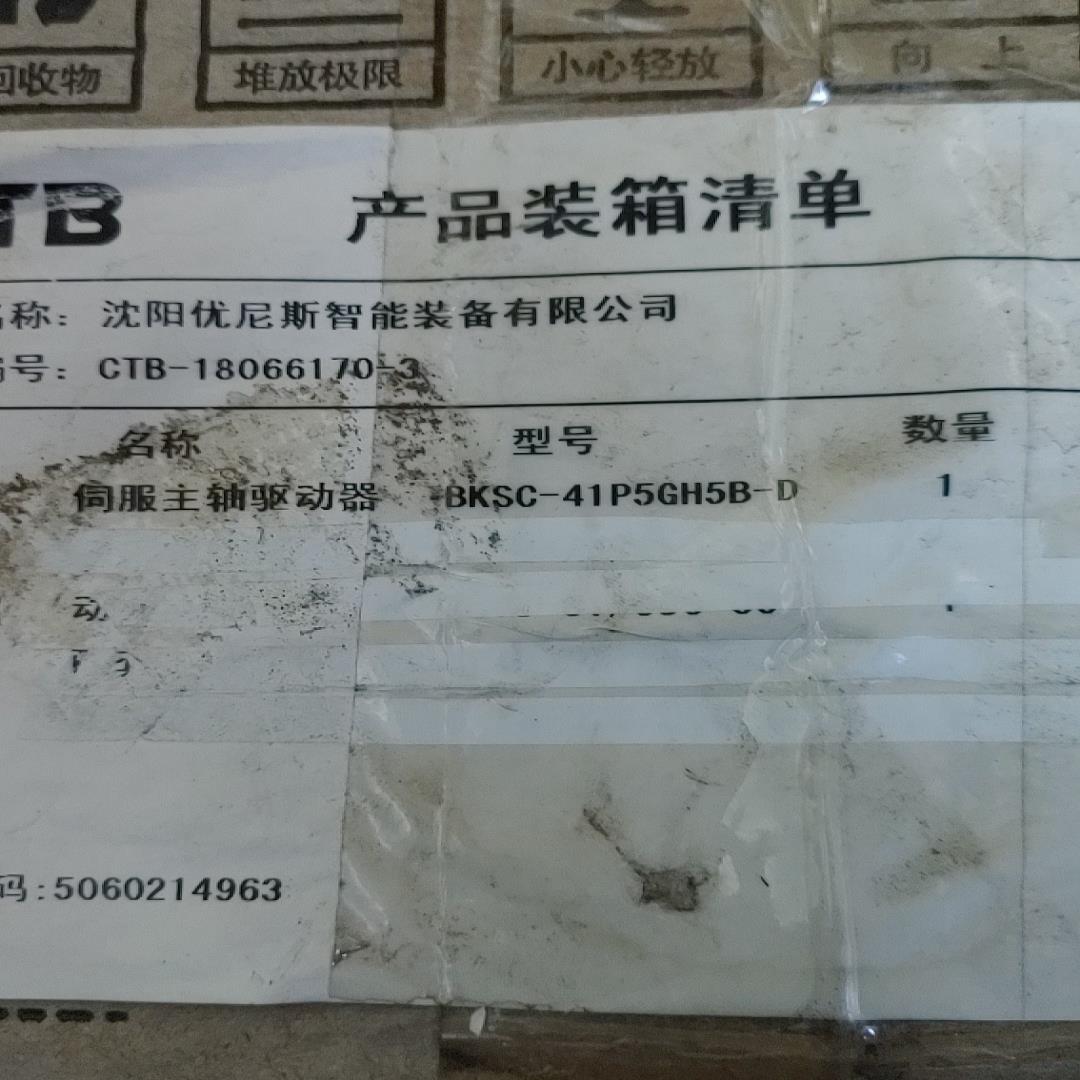 回收物 堆放极限 小心轻放 向 上
TB 产品装箱清单
称: 沈阳优尼斯智能装备有限公司
号: CTB-18066170-3
名称 型号 数量
伺服主轴驱动器 BKSC-41P5GH5B-D 1
动
码:5060214963